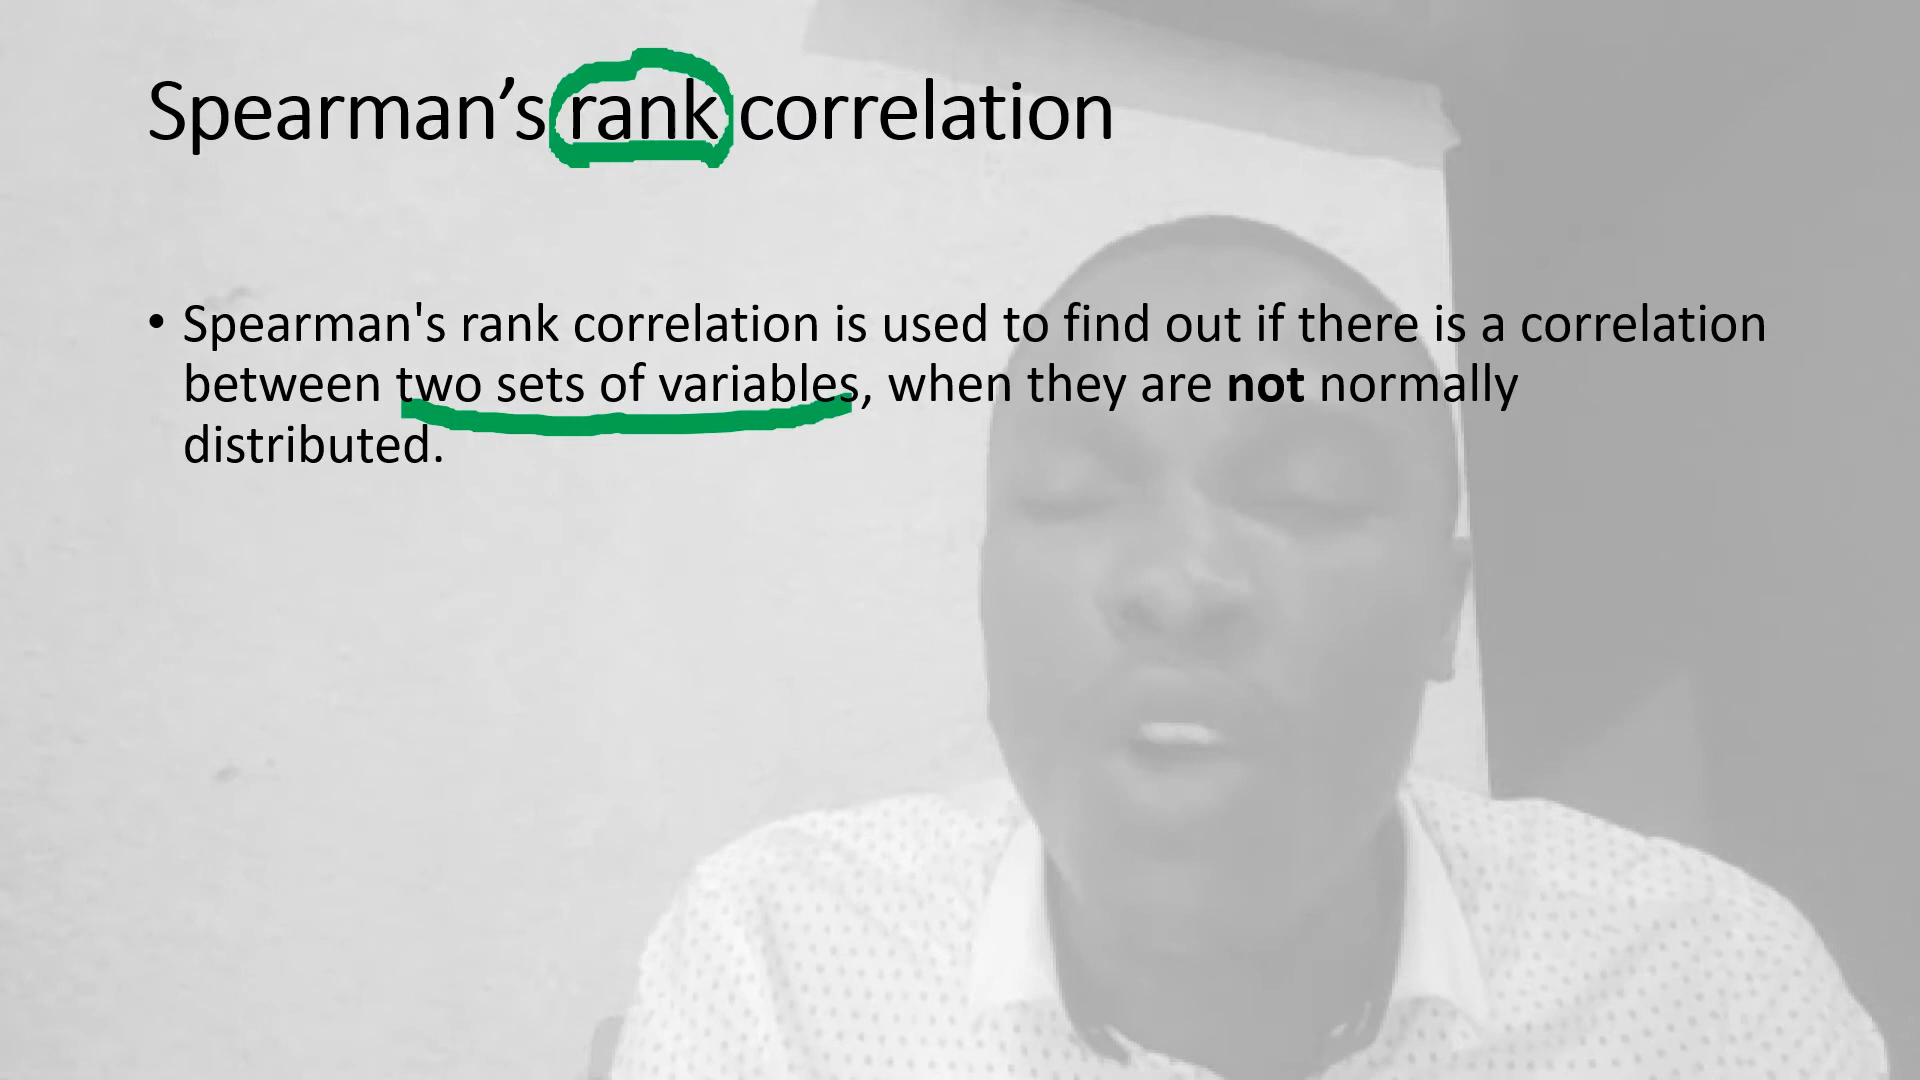 Spearman’s rank correlation
• Spearman's rank correlation is used to find out if there is a correlation
between two sets of variables, when they are not normally
distributed.